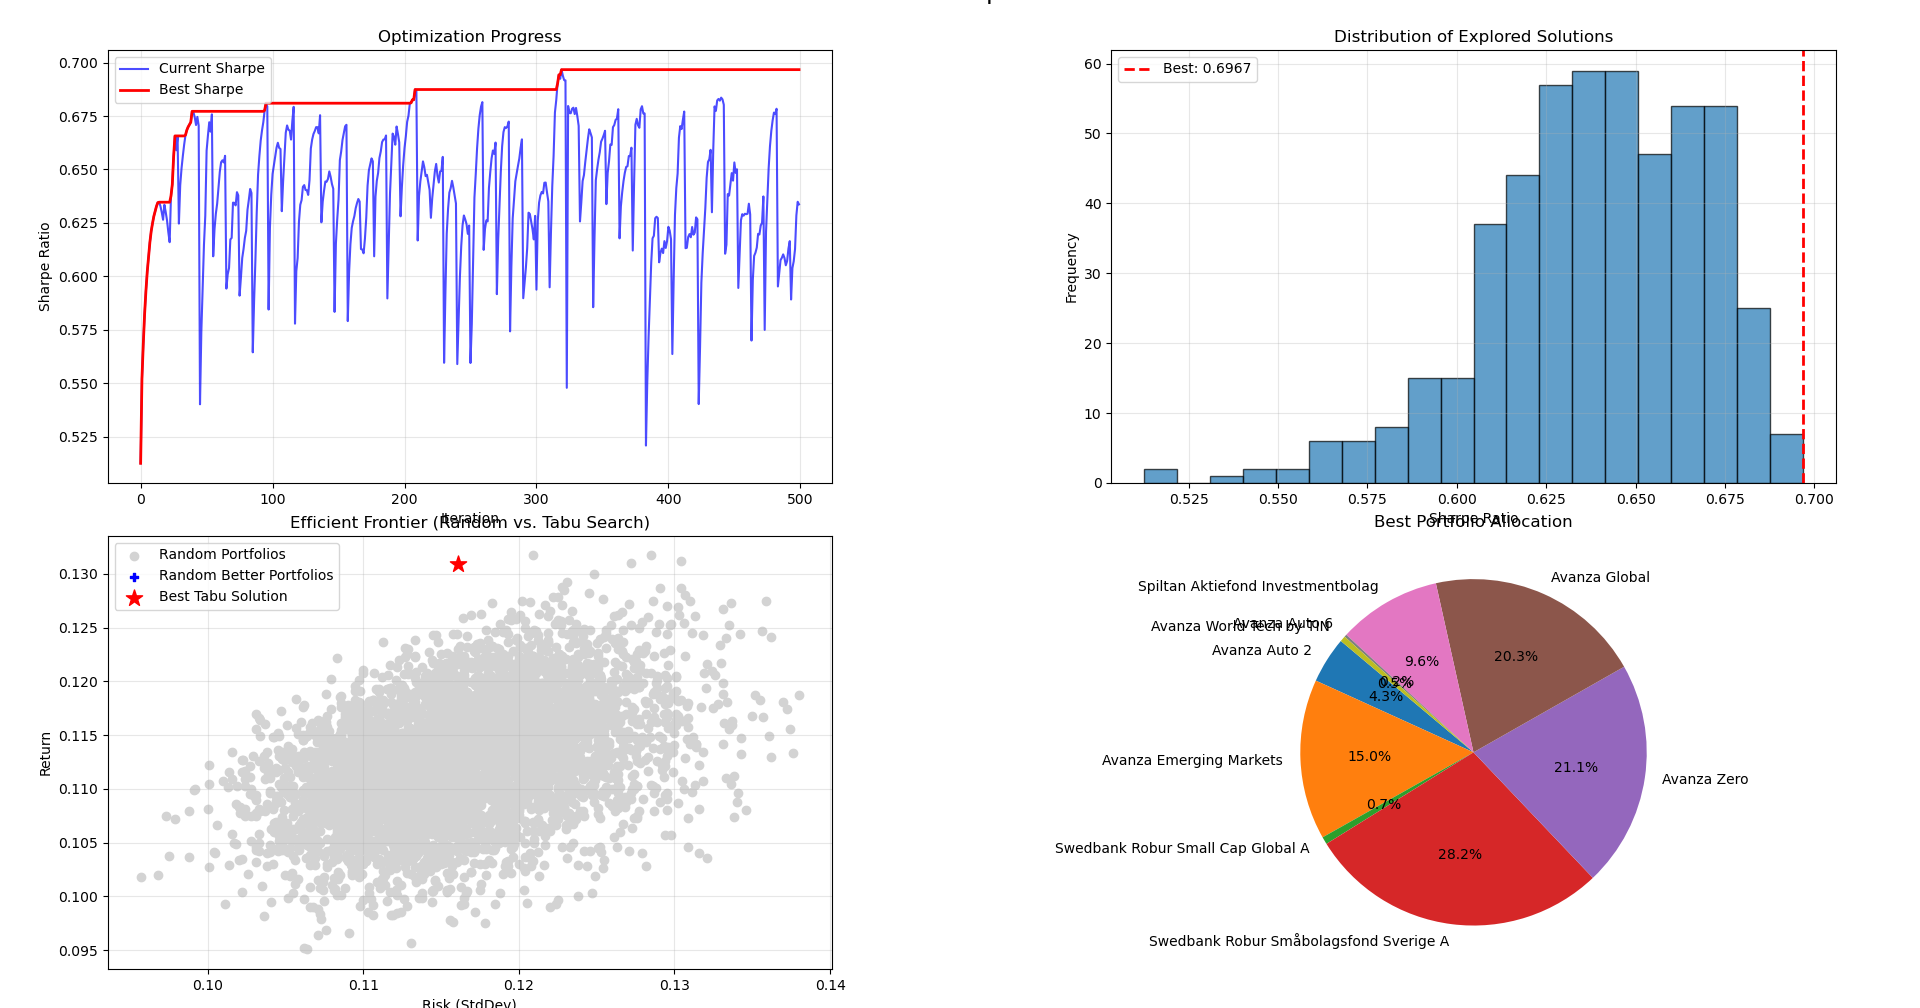 Optimization Progress
Current Sharpe
Best Sharpe
0.700
0.675
0.650
0.625
0.600
0.575
0.550
0.525
Sharpe Ratio
0 100 200 300 400 500
Iteration
Distribution of Explored Solutions
Best: 0.6967
60
50
40
30
20
10
0
Frequency
0.525 0.550 0.575 0.600 0.625 0.650 0.675 0.700
Sharpe Ratio
Efficient Frontier (Random vs. Tabu Search)
Random Portfolios
Random Better Portfolios
Best Tabu Solution
0.130
0.125
0.120
0.115
0.110
0.105
0.100
0.095
Return
0.10 0.11 0.12 0.13 0.14
Risk (StdDev)
Best Portfolio Allocation
Avanza Global
Spiltan Aktiefond Investmentbolag
Avanza Auto 6
Avanza World Tech by TIN
Avanza Auto 2
Avanza Emerging Markets
Avanza Zero
Swedbank Robur Small Cap Global A
Swedbank Robur Småbolagsfond Sverige A
20.3%
9.6%
0.2%
0.5%
4.3%
15.0%
21.1%
0.7%
28.2%